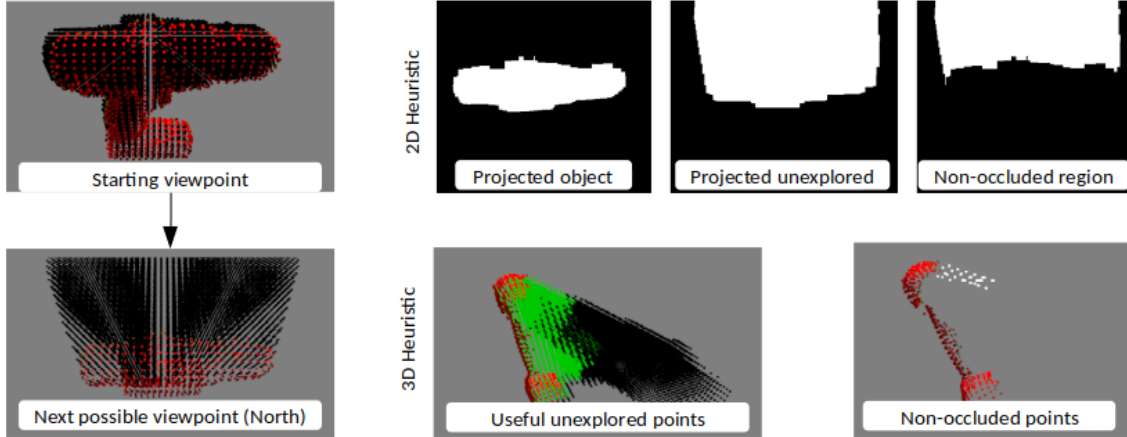 Starting viewpoint
Next possible viewpoint (North)
2D Heuristic
Projected object
Projected unexplored
Non-occluded region
3D Heuristic
Useful unexplored points
Non-occluded points